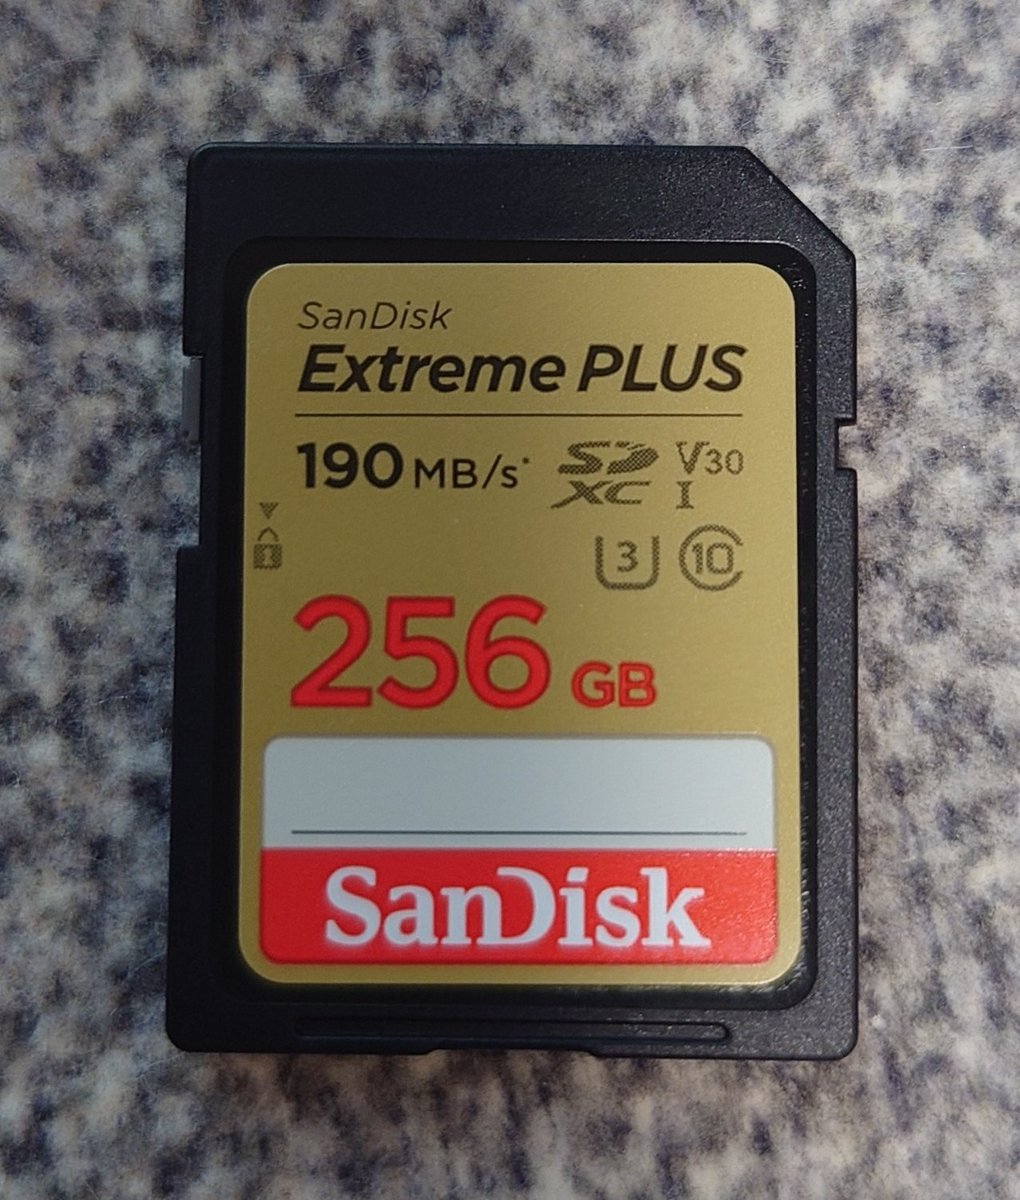 SanDisk
Extreme PLUS
190 MB/s*
SD XC V30 I
3 10
256 GB
SanDisk